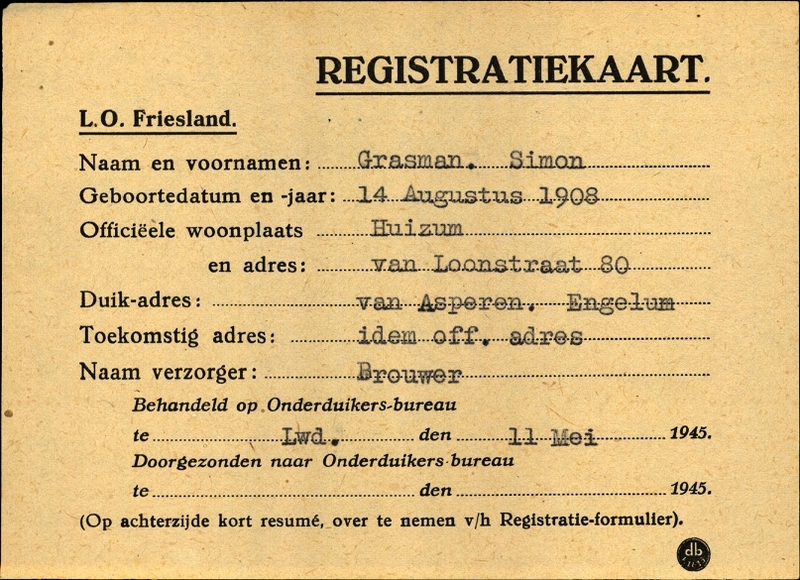 REGISTRATIEKAART.
L.O. Friesland.
Naam en voornamen: Grasman. Simon
Geboortedatum en -jaar: 14 Augustus 1908
Officiëele woonplaats Huizum
en adres: van Loonstraat 80
Duik-adres: van Asperen. Engelum
Toekomstig adres: idem off. adres
Naam verzorger: Brouwer
Behandeld op Onderduikers-bureau
te Lwd. den 11 Mei 1945.
Doorgezonden naar Onderduikers-bureau
te den 1945.
(Op achterzijde kort resumé, over te nemen v/h Registratie-formulier).
db